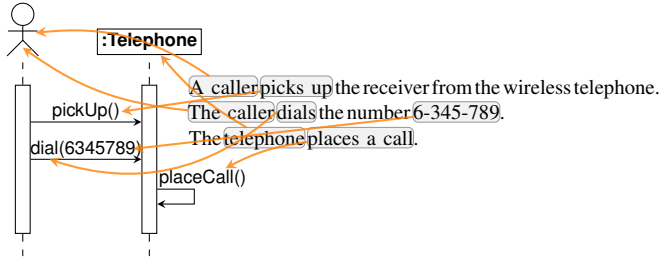 :Telephone
A caller picks up the receiver from the wireless telephone.
pickUp()
The caller dials the number 6-345-789.
The telephone places a call.
dial(6345789)
placeCall()